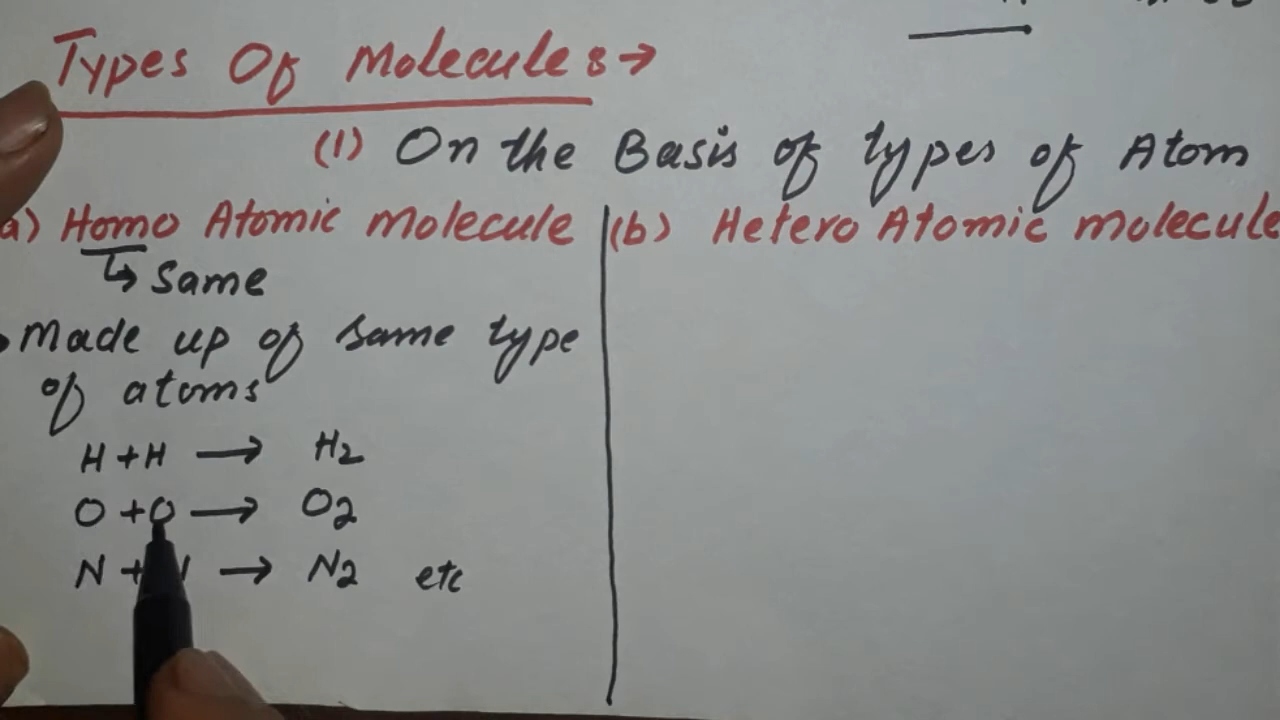 Types Of Molecule :→
(1) On the Basis of types of Atom
a) Homo Atomic Molecule
↳ Same
• Made up of same type
of atoms
H + H → H2
O + O → O2
N + N → N2 etc
(b) Hetero Atomic molecule